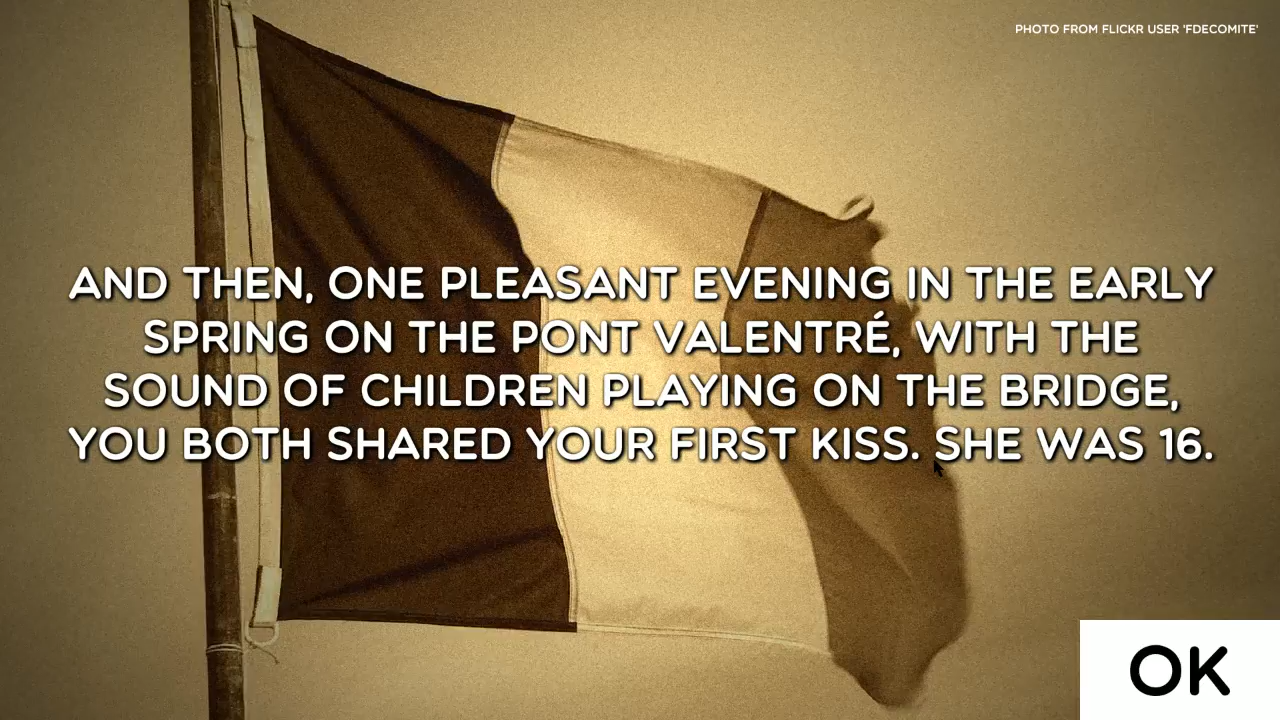 PHOTO FROM FLICKR USER 'FDECOMITE'
AND THEN, ONE PLEASANT EVENING IN THE EARLY
SPRING ON THE PONT VALENTRÉ, WITH THE
SOUND OF CHILDREN PLAYING ON THE BRIDGE,
YOU BOTH SHARED YOUR FIRST KISS. SHE WAS 16.
OK